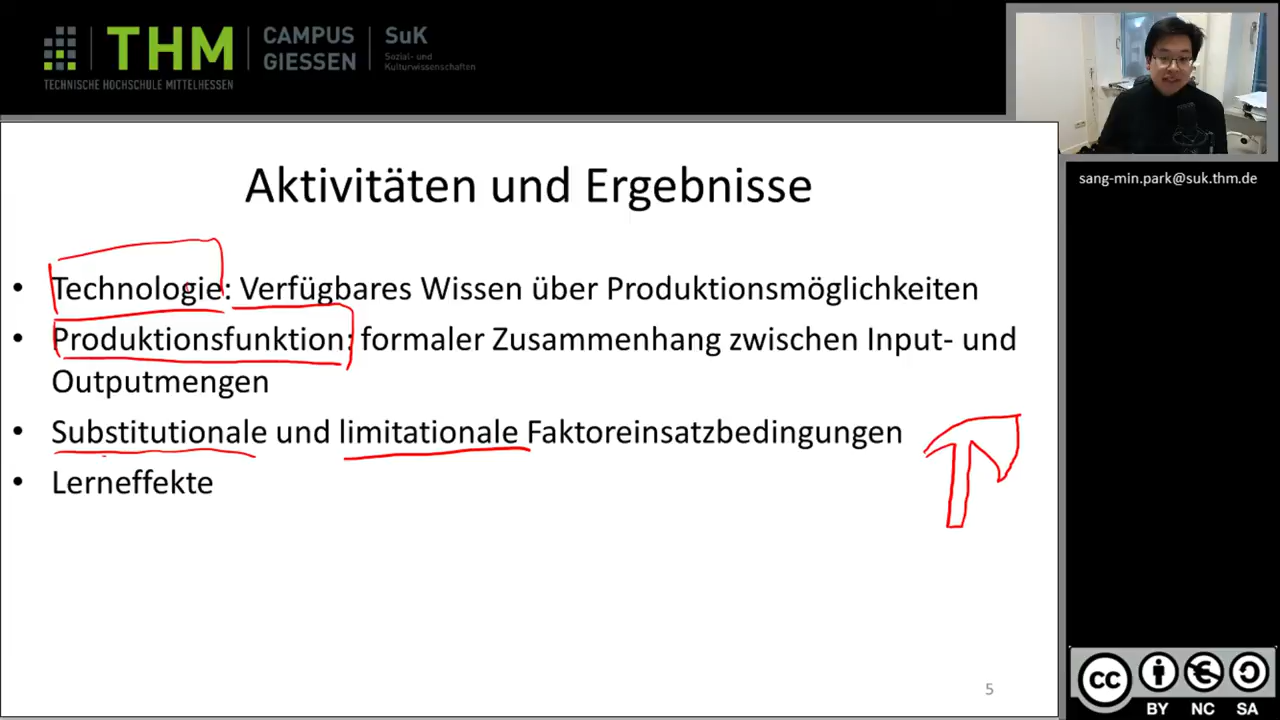 THM
TECHNISCHE HOCHSCHULE MITTELHESSEN
CAMPUS
GIESSEN
SuK
Sozial- und
Kulturwissenschaften
sang-min.park@suk.thm.de
Aktivitäten und Ergebnisse
• Technologie: Verfügbares Wissen über Produktionsmöglichkeiten
• Produktionsfunktion: formaler Zusammenhang zwischen Input- und
Outputmengen
• Substitutionale und limitationale Faktoreinsatzbedingungen
• Lerneffekte
5
cc
BY NC SA